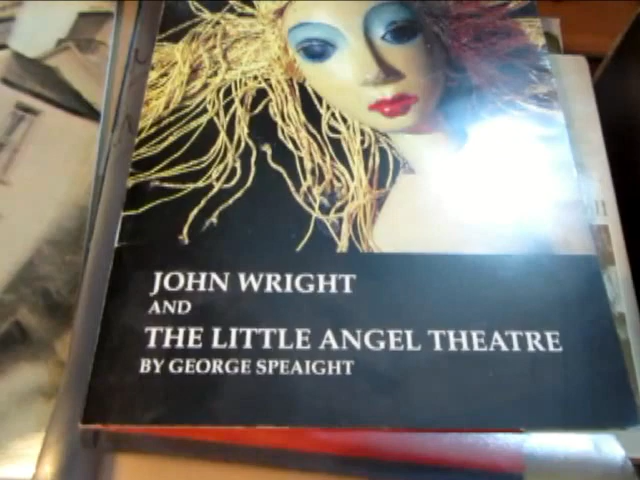 JOHN WRIGHT
AND
THE LITTLE ANGEL THEATRE
BY GEORGE SPEAIGHT